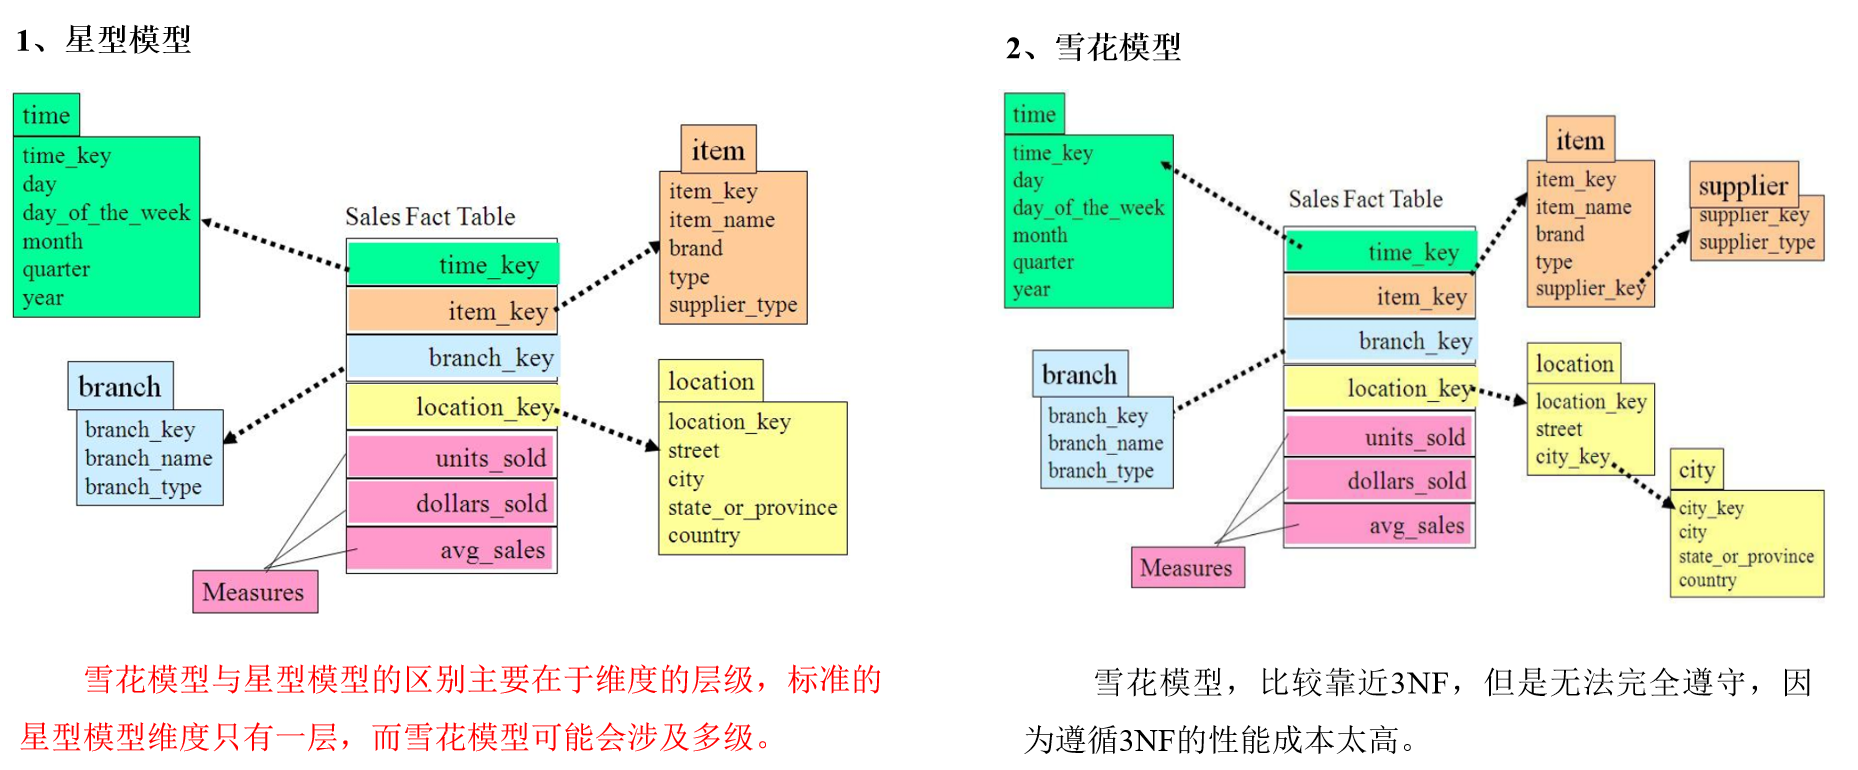 1、星型模型
time
time_key
day
day_of_the_week
month
quarter
year
branch
branch_key
branch_name
branch_type
Sales Fact Table
time_key
item_key
branch_key
location_key
units_sold
dollars_sold
avg_sales
Measures
item
item_key
item_name
brand
type
supplier_type
location
location_key
street
city
state_or_province
country
雪花模型与星型模型的区别主要在于维度的层级，标准的
星型模型维度只有一层，而雪花模型可能会涉及多级。
2、雪花模型
time
time_key
day
day_of_the_week
month
quarter
year
branch
branch_key
branch_name
branch_type
Sales Fact Table
time_key
item_key
branch_key
location_key
units_sold
dollars_sold
avg_sales
Measures
item
item_key
item_name
brand
type
supplier_key
supplier
supplier_key
supplier_type
location
location_key
street
city_key
city
city_key
city
state_or_province
country
雪花模型，比较靠近3NF，但是无法完全遵守，因
为遵循3NF的性能成本太高。